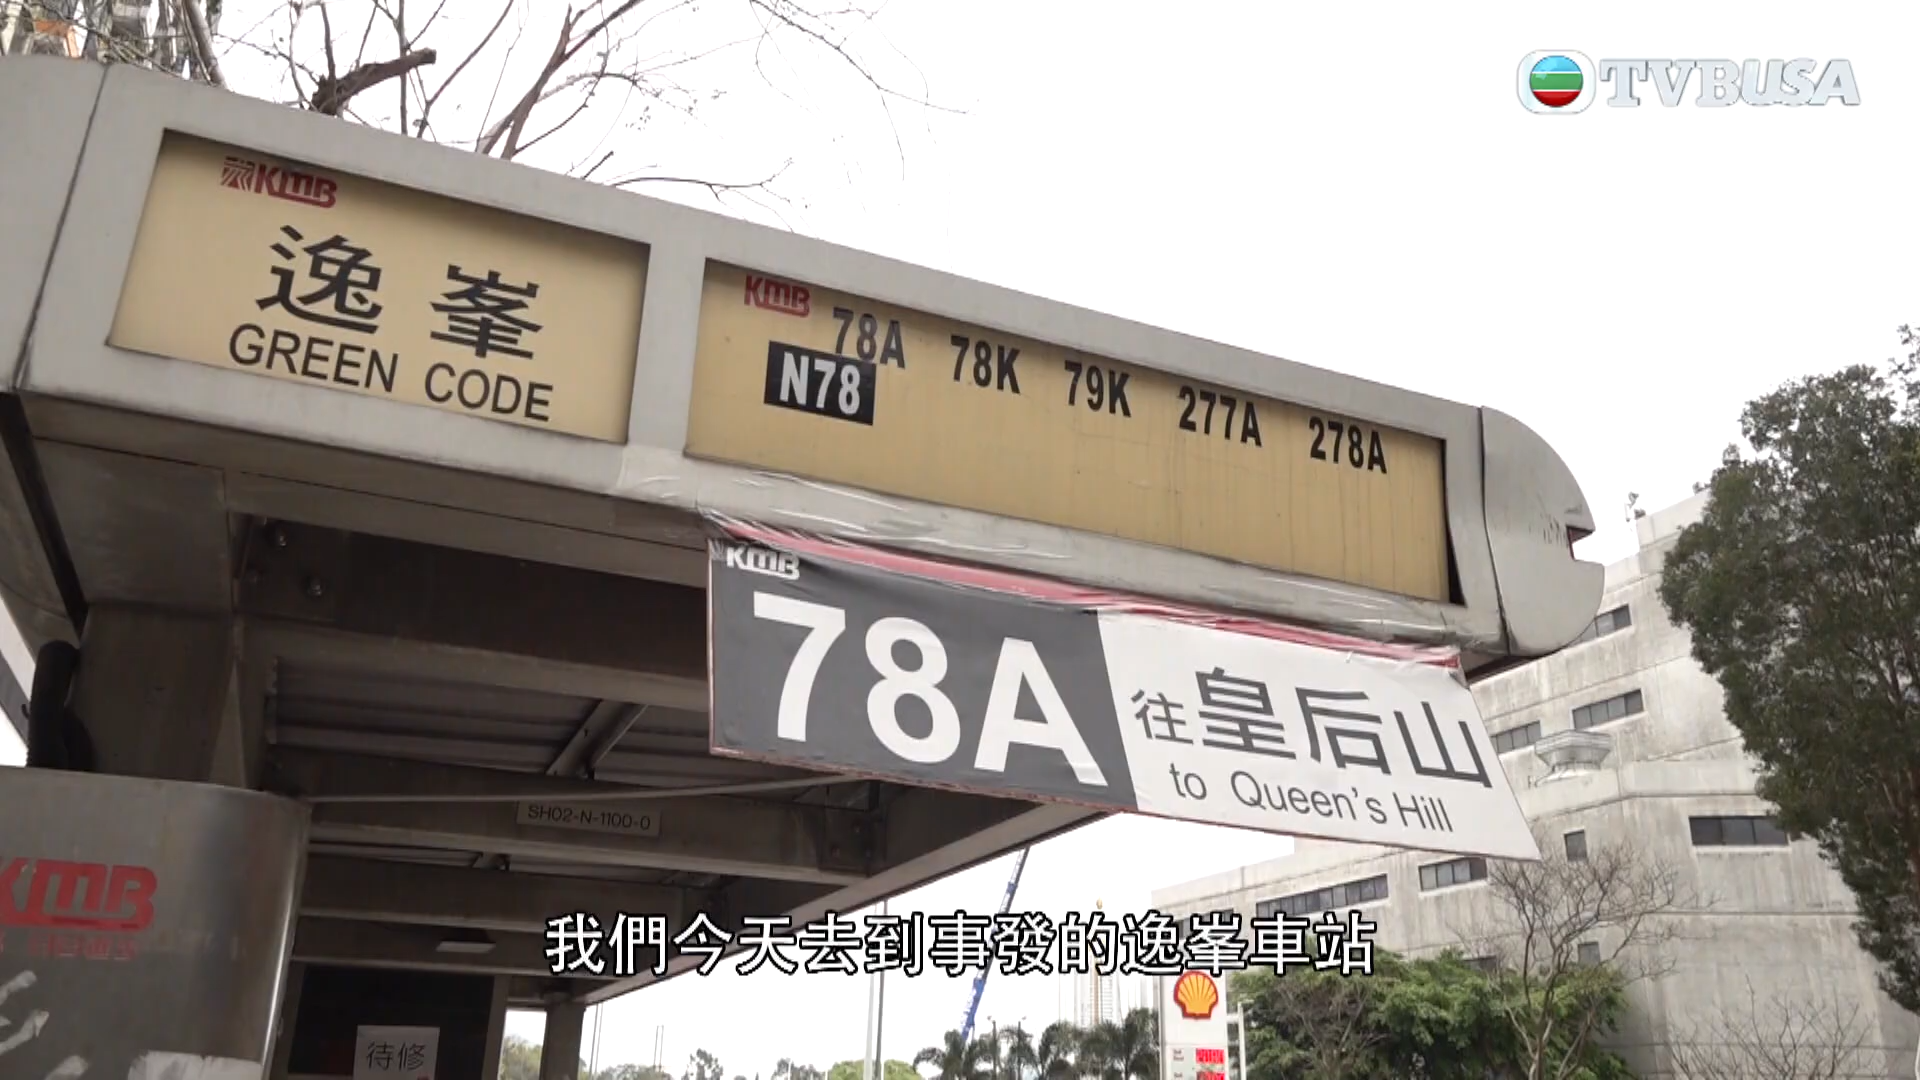 TVBUSA
KMB
逸峯
GREEN CODE
KMB
78A 78K 79K 277A 278A
N78
KMB
78A
往皇后山
to Queen's Hill
SH02-N-1100-0
KMB
我們今天去到事發的逸峯車站
待修